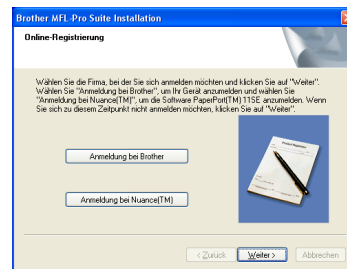 Brother MFL-Pro Suite Installation
Online-Registrierung
Wählen Sie die Firma, bei der Sie sich anmelden möchten und klicken Sie auf "Weiter".
Wählen Sie "Anmeldung bei Brother", um Ihr Gerät anzumelden und wählen Sie
"Anmeldung bei Nuance(TM)", um die Software PaperPort(TM) 11SE anzumelden. Wenn
Sie sich zu diesem Zeitpunkt nicht anmelden möchten, klicken Sie auf "Weiter".
Anmeldung bei Brother
Anmeldung bei Nuance(TM)
< Zurück
Weiter >
Abbrechen